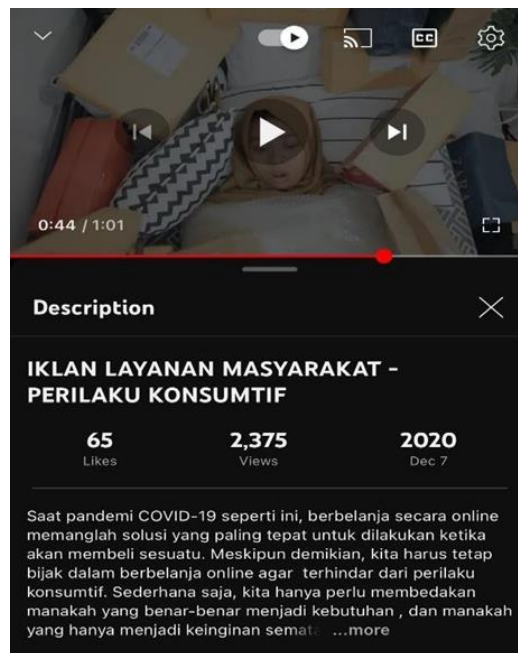 CC
0:44 / 1:01
Description
IKLAN LAYANAN MASYARAKAT -
PERILAKU KONSUMTIF
65 2,375 2020
Likes Views Dec 7
Saat pandemi COVID-19 seperti ini, berbelanja secara online
memanglah solusi yang paling tepat untuk dilakukan ketika
akan membeli sesuatu. Meskipun demikian, kita harus tetap
bijak dalam berbelanja online agar terhindar dari perilaku
konsumtif. Sederhana saja, kita hanya perlu membedakan
manakah yang benar-benar menjadi kebutuhan , dan manakah
yang hanya menjadi keinginan semata ...more